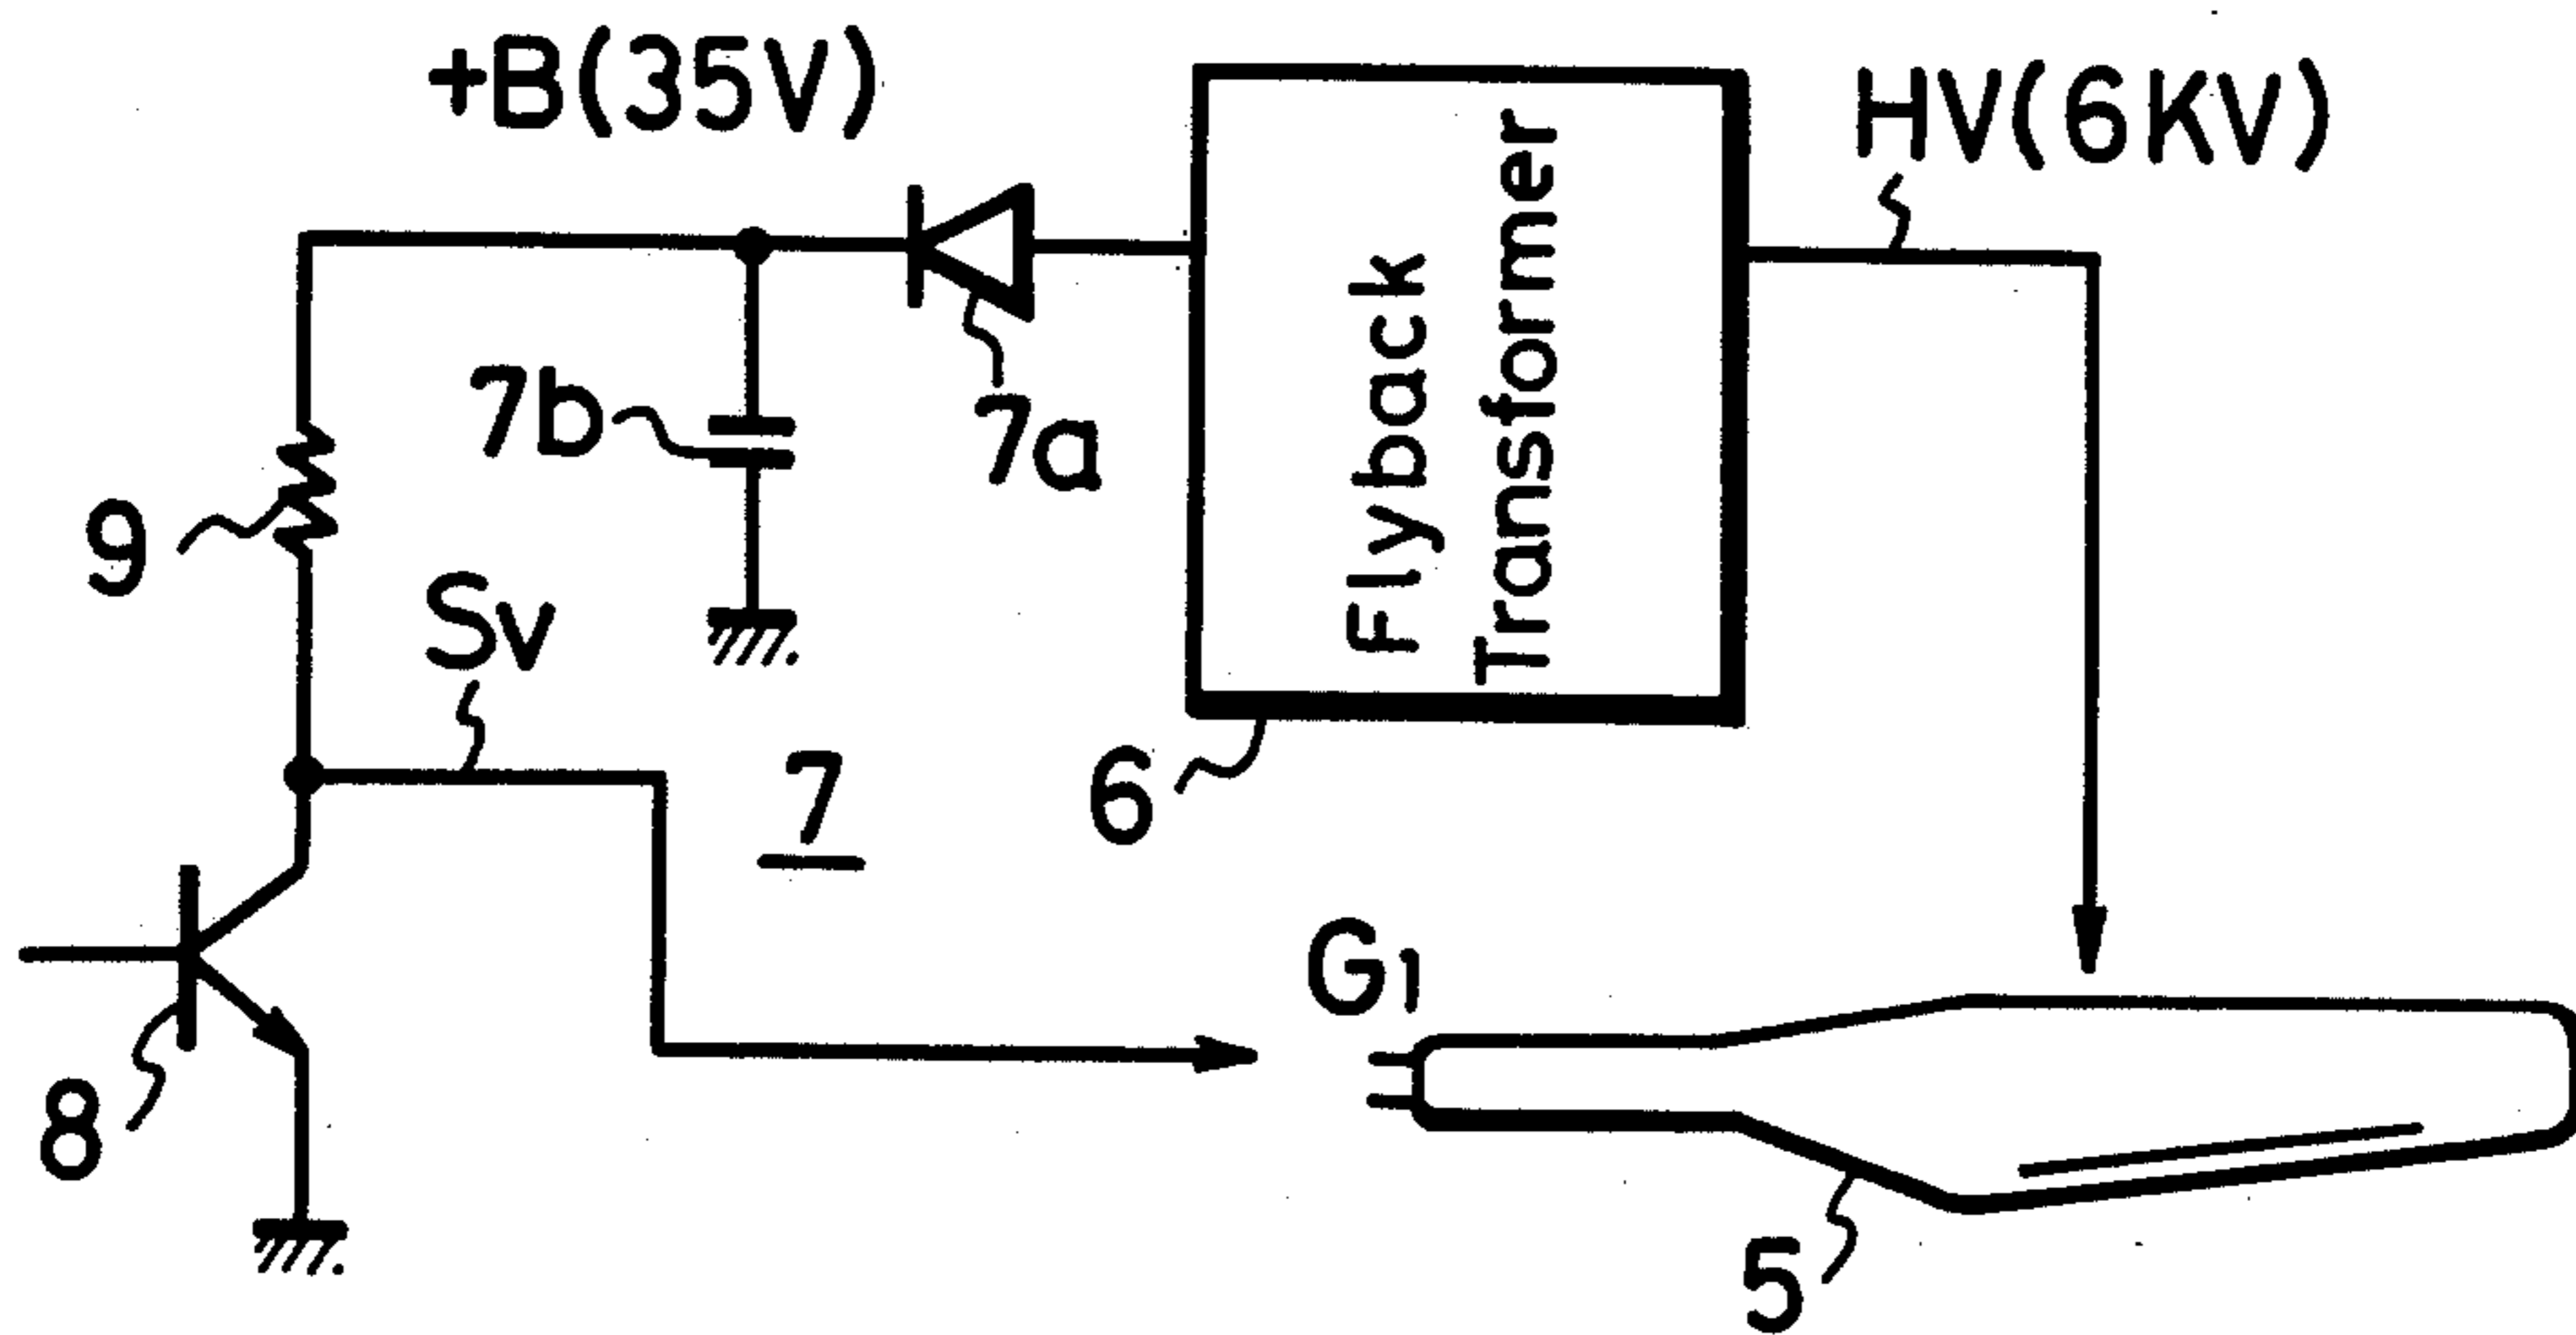 +B(35V)
HV(6KV)
Flyback
Transformer
7b
7a
9
Sv
7
6
G1
8
5